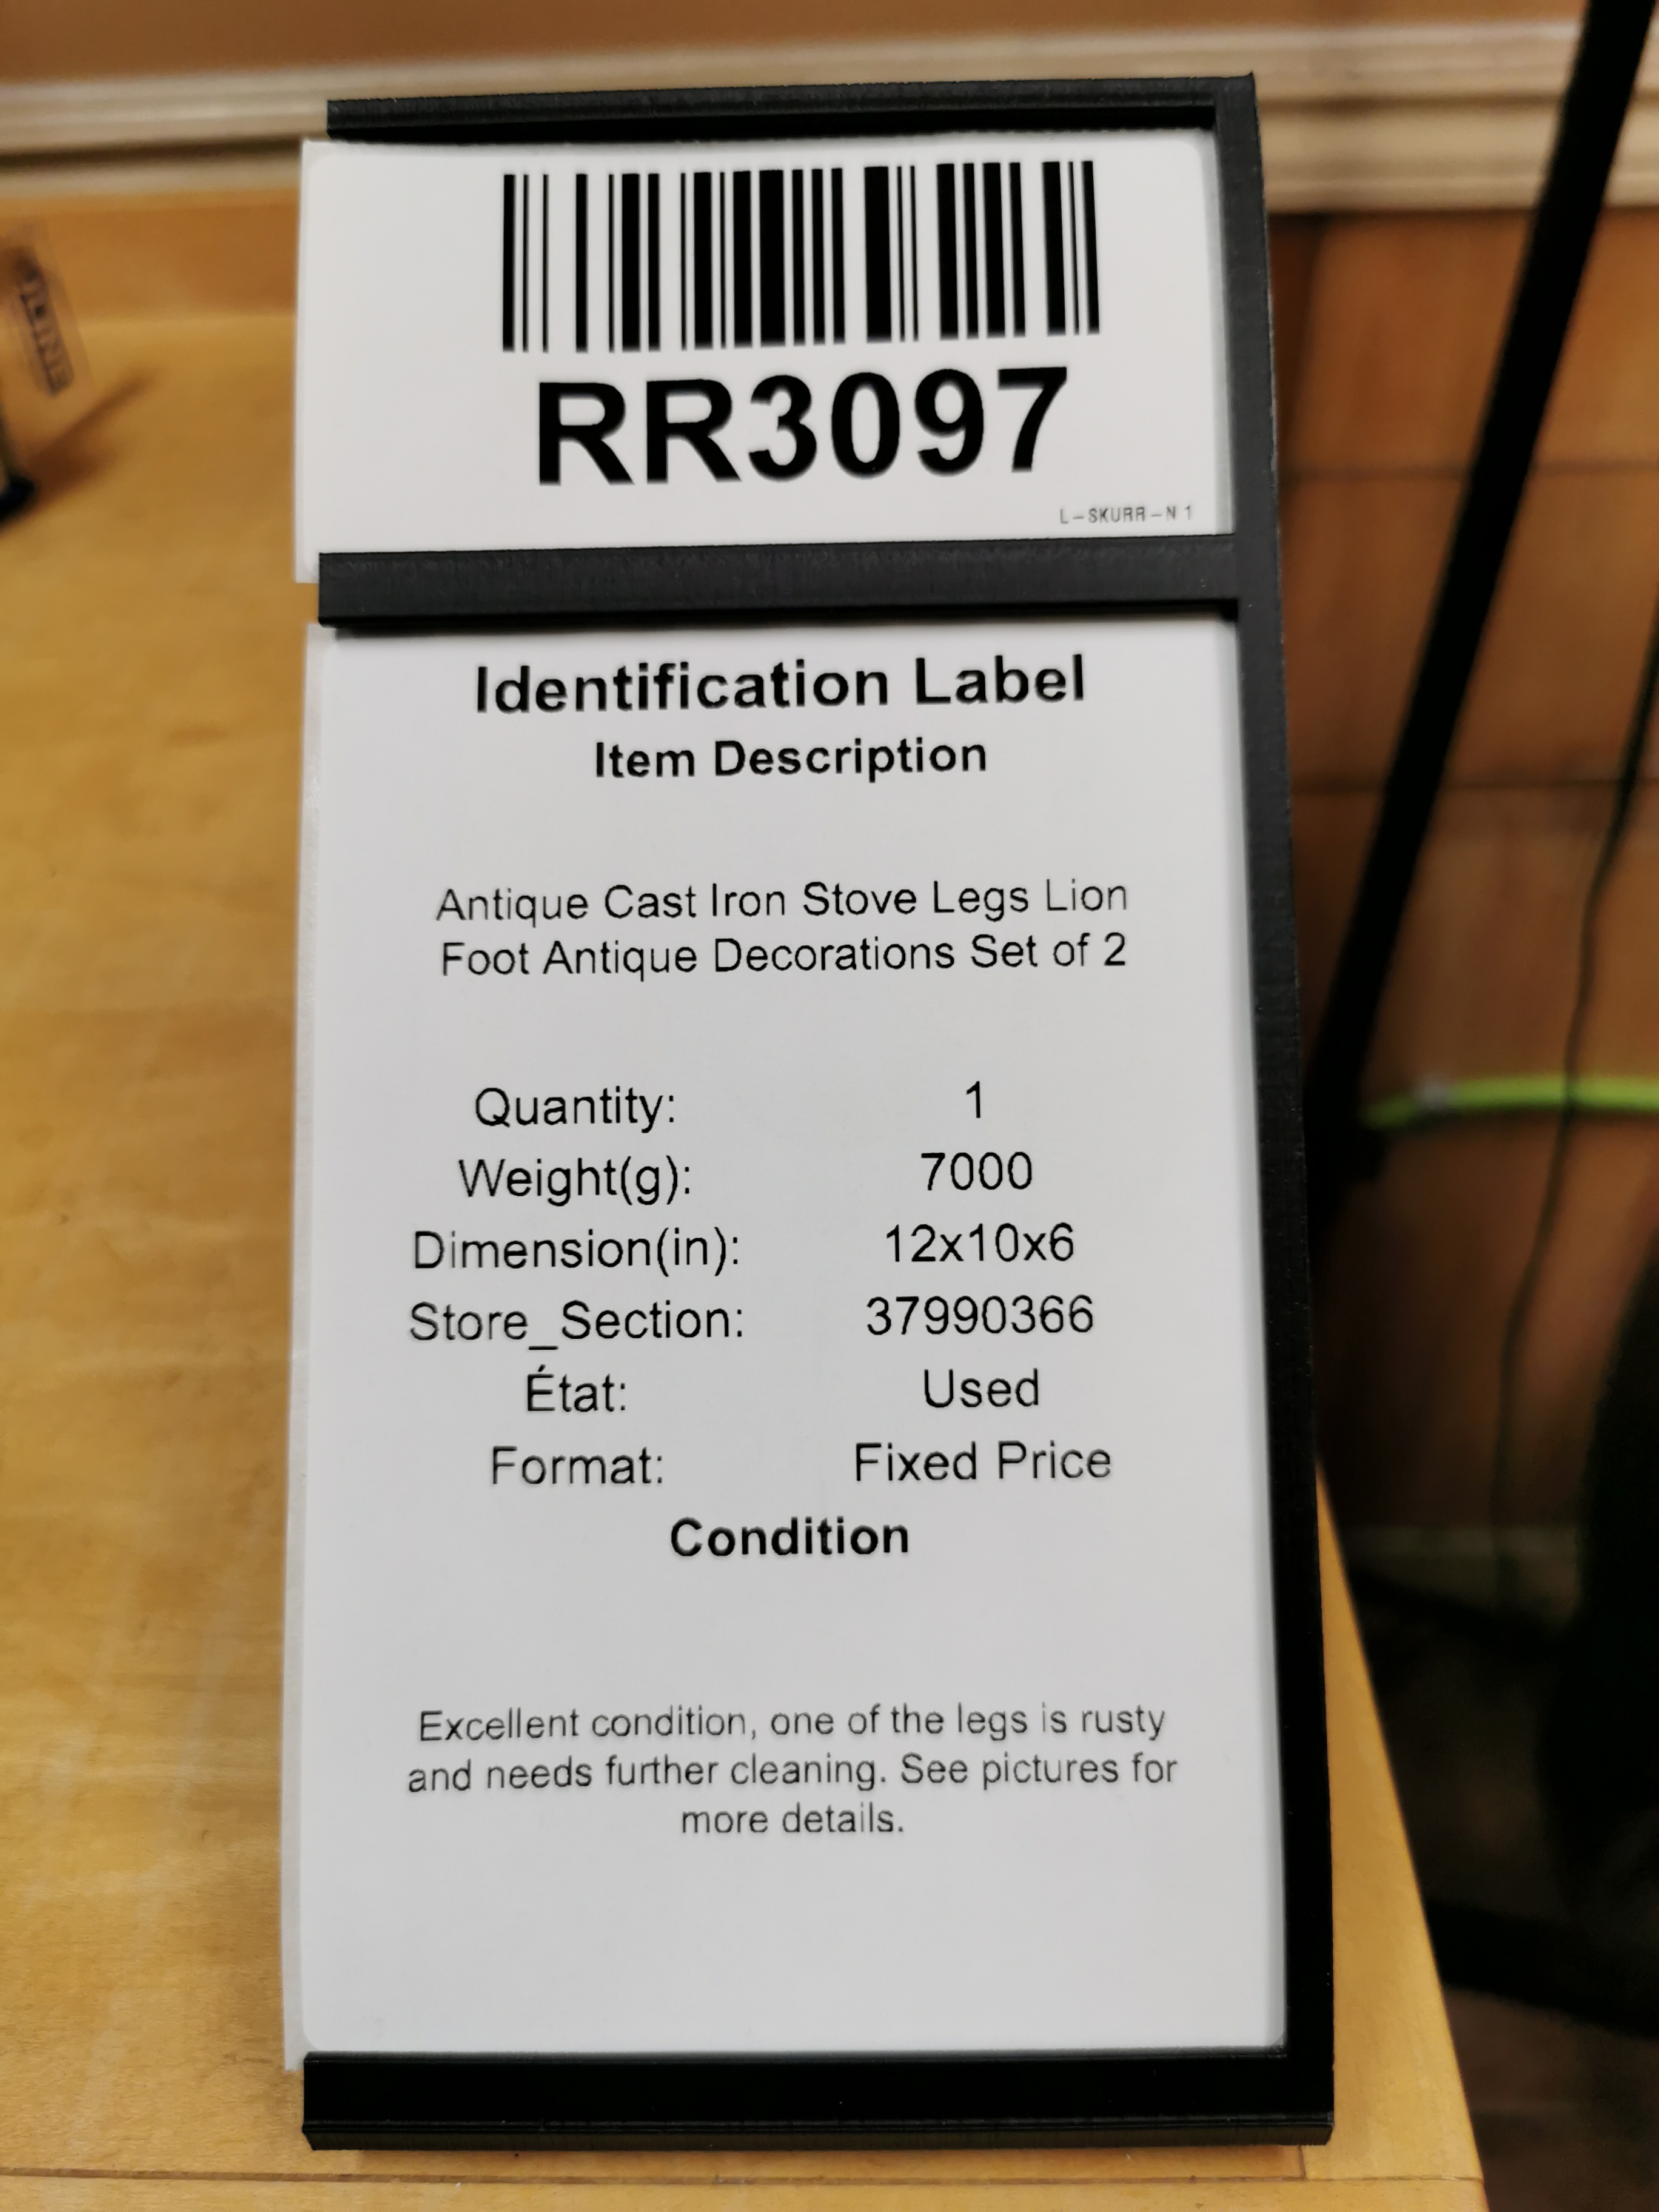 RR3097
L-SKURR-N 1
Identification Label
Item Description
Antique Cast Iron Stove Legs Lion
Foot Antique Decorations Set of 2
Quantity: 1
Weight(g): 7000
Dimension(in): 12x10x6
Store_Section: 37990366
État: Used
Format: Fixed Price
Condition
Excellent condition, one of the legs is rusty
and needs further cleaning. See pictures for
more details.